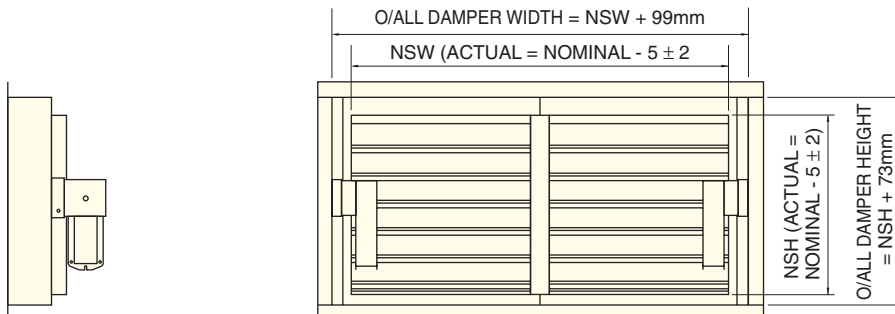 O/ALL DAMPER WIDTH = NSW + 99mm
NSW (ACTUAL = NOMINAL - 5 ± 2
NSH (ACTUAL =
NOMINAL - 5 ± 2)
O/ALL DAMPER HEIGHT
= NSH + 73mm